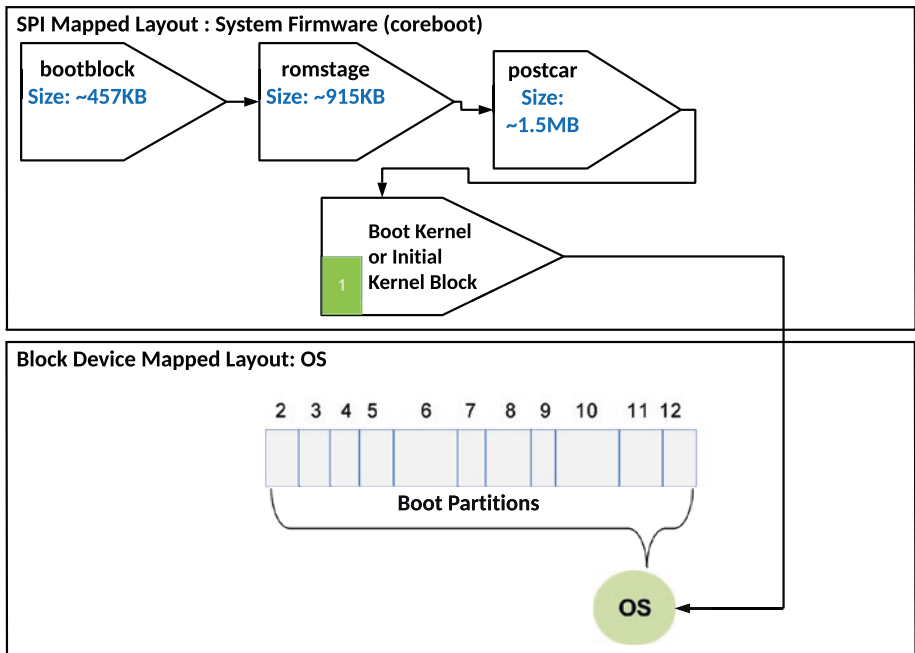 SPI Mapped Layout : System Firmware (coreboot)
bootblock
Size: ~457KB
romstage
Size: ~915KB
postcar
Size:
~1.5MB
Boot Kernel
or Initial
Kernel Block
1
Block Device Mapped Layout: OS
2 3 4 5 6 7 8 9 10 11 12
Boot Partitions
OS